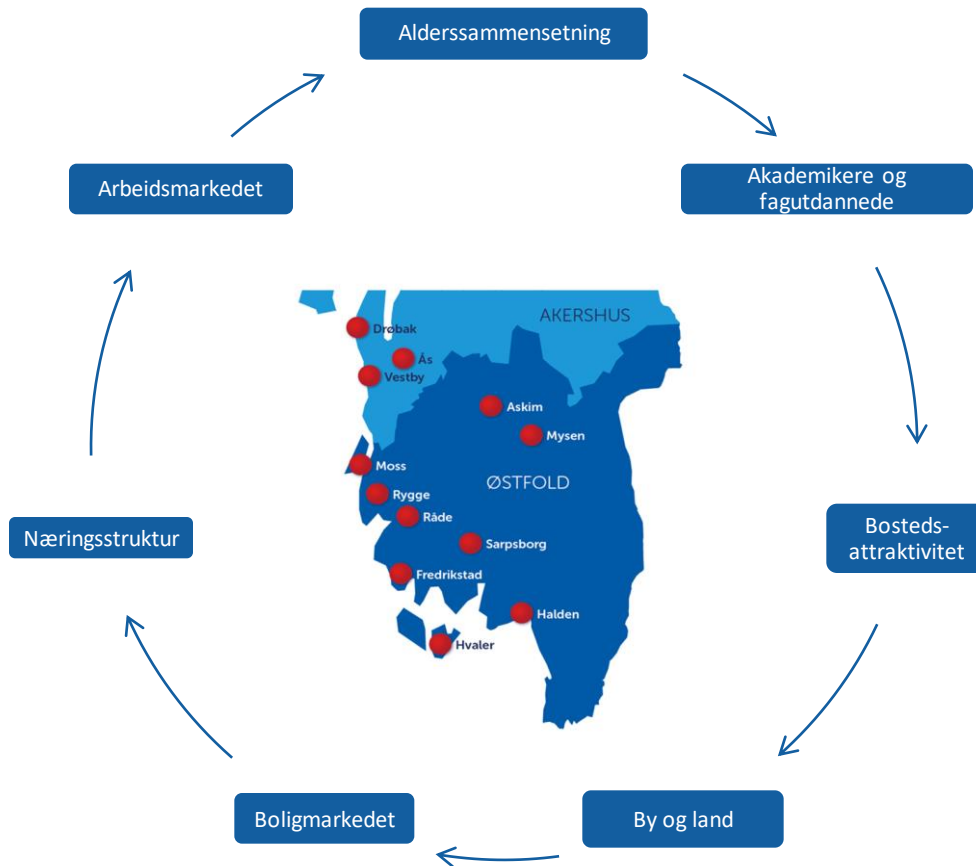 Alderssammensetning
Arbeidsmarkedet
Akademikere og
fagutdannede
AKERSHUS
Drøbak
Ås
Vestby
Askim
Mysen
Moss
ØSTFOLD
Rygge
Råde
Næringsstruktur
Sarpsborg
Bosteds-
attraktivitet
Fredrikstad
Halden
Hvaler
Boligmarkedet
By og land